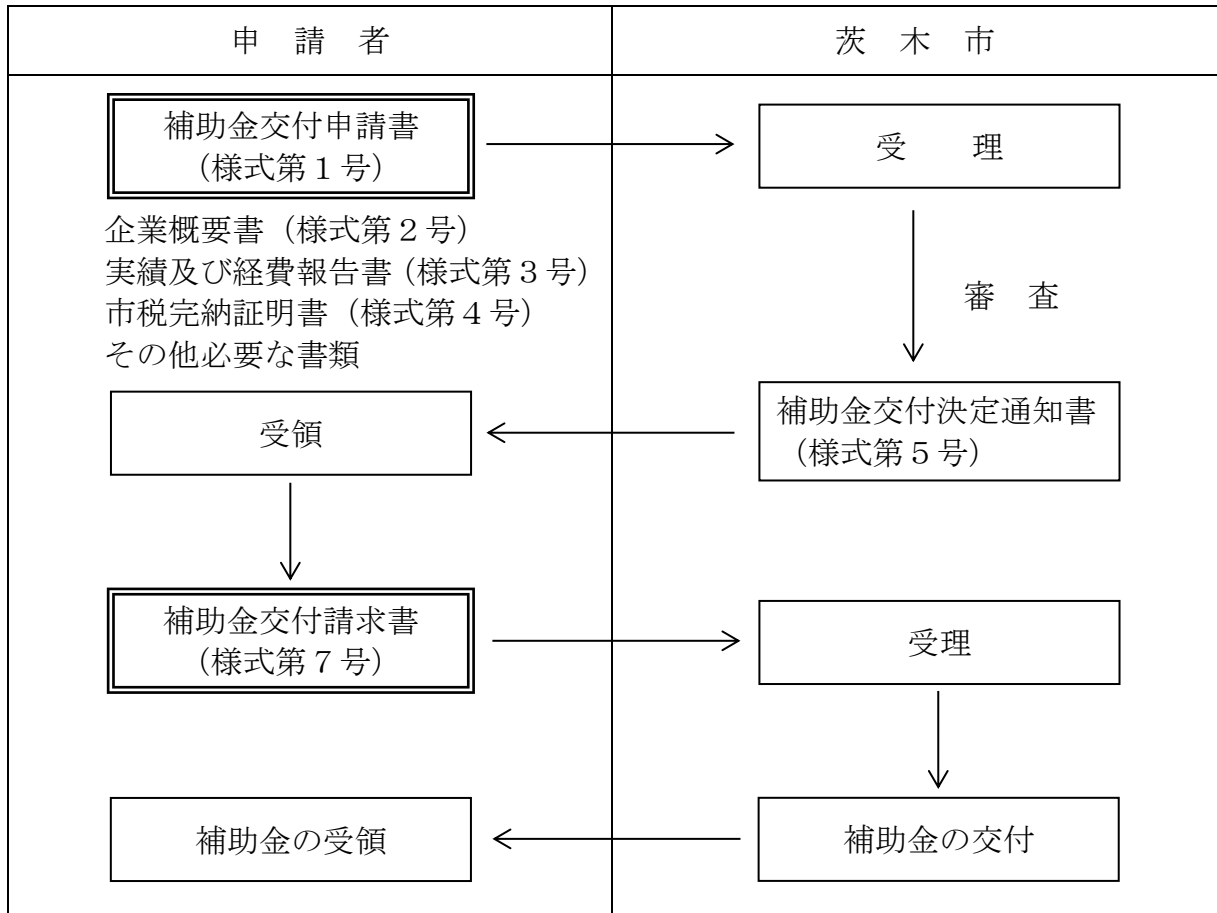 申 請 者
茨 木 市
補助金交付申請書
（様式第１号）
受 理
企業概要書（様式第２号）
実績及び経費報告書（様式第３号）
市税完納証明書（様式第４号）
その他必要な書類
審 査
補助金交付決定通知書
（様式第５号）
受領
補助金交付請求書
（様式第７号）
受理
補助金の交付
補助金の受領